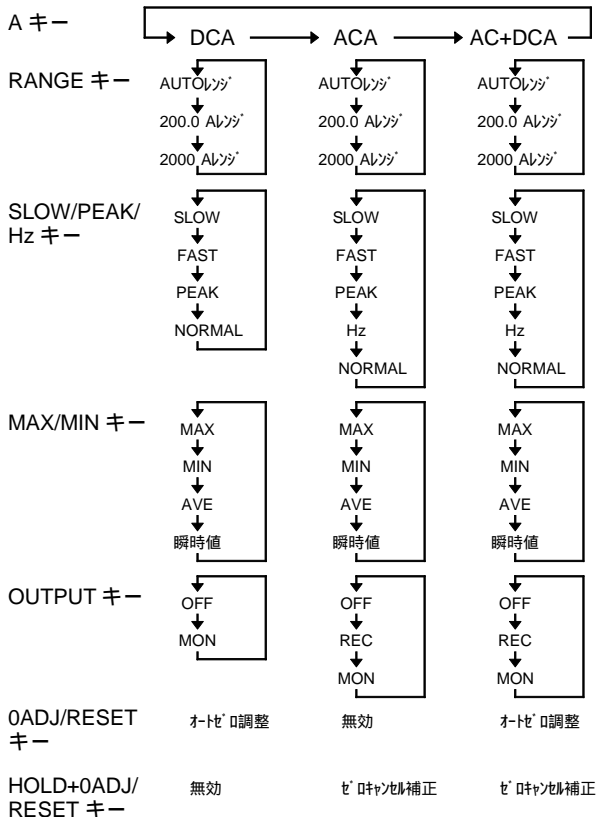 A キー
DCA ACA AC+DCA
RANGE キー
AUTOﾚﾝｼﾞ AUTOﾚﾝｼﾞ AUTOﾚﾝｼﾞ
200.0 Aﾚﾝｼﾞ 200.0 Aﾚﾝｼﾞ 200.0 Aﾚﾝｼﾞ
2000 Aﾚﾝｼﾞ 2000 Aﾚﾝｼﾞ 2000 Aﾚﾝｼﾞ
SLOW/PEAK/
Hz キー
SLOW SLOW SLOW
FAST FAST FAST
PEAK PEAK PEAK
NORMAL Hz Hz
NORMAL NORMAL
MAX/MIN キー
MAX MAX MAX
MIN MIN MIN
AVE AVE AVE
瞬時値 瞬時値 瞬時値
OUTPUT キー
OFF OFF OFF
MON REC REC
MON MON
0ADJ/RESET
キー
ｵｰﾄｾﾞﾛ調整 無効 ｵｰﾄｾﾞﾛ調整
HOLD+0ADJ/
RESET キー
無効 ｾﾞﾛｷｬﾝｾﾙ補正 ｾﾞﾛｷｬﾝｾﾙ補正